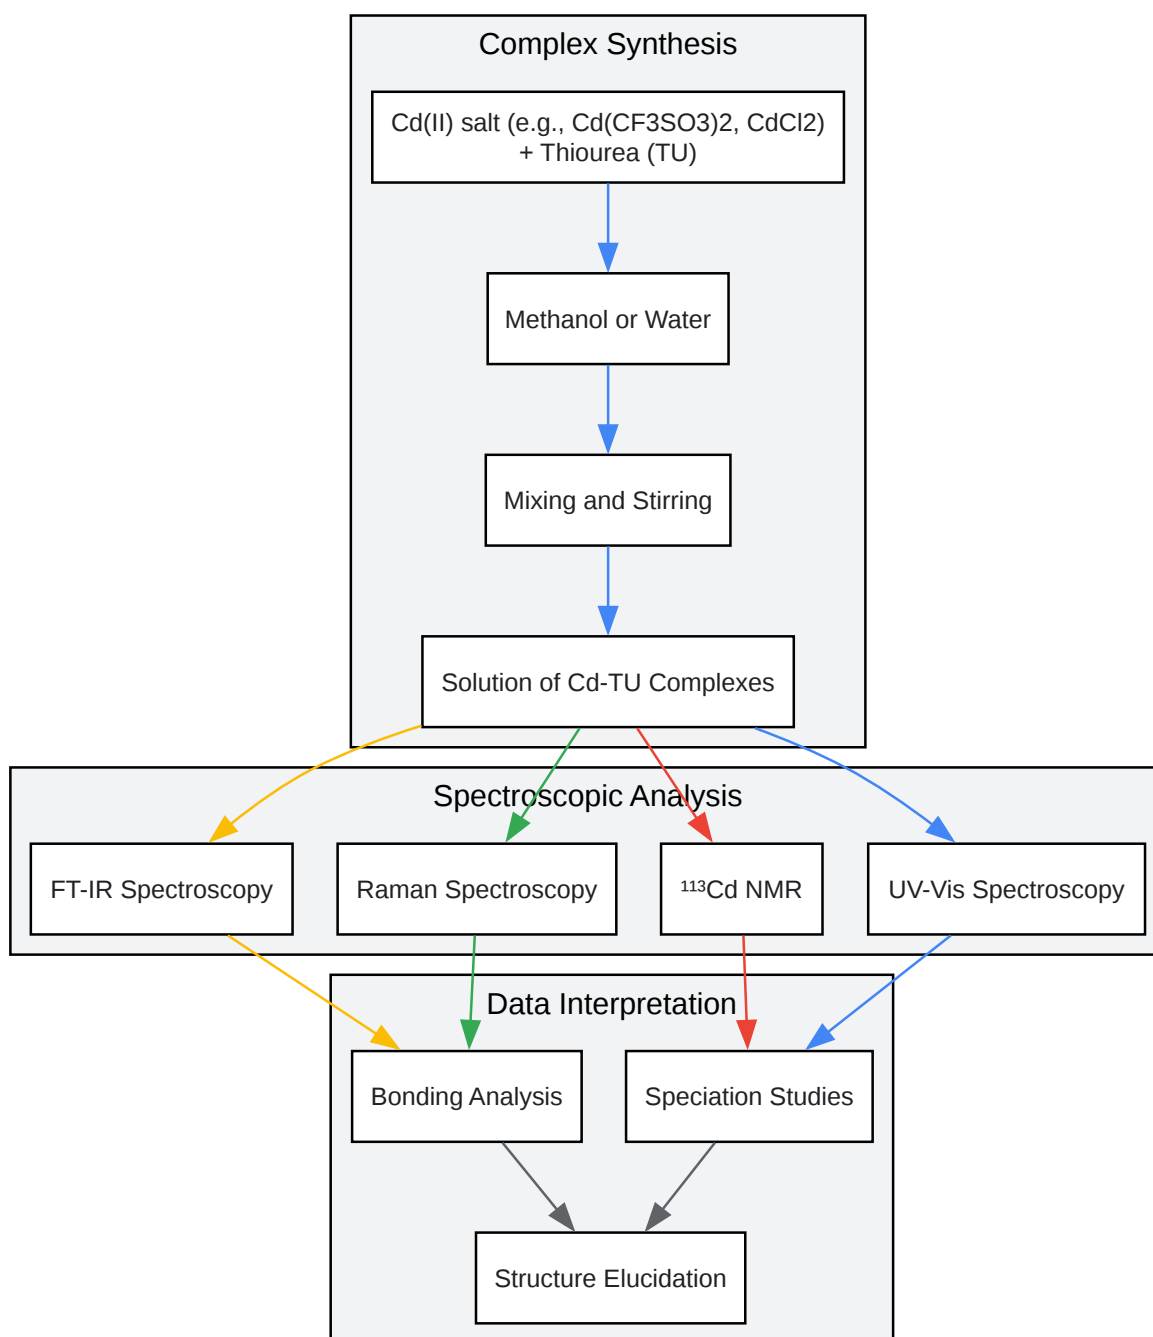 Complex Synthesis
Cd(II) salt (e.g., Cd(CF3SO3)2, CdCl2)
+ Thiourea (TU)
Methanol or Water
Mixing and Stirring
Solution of Cd-TU Complexes
Spectroscopic Analysis
FT-IR Spectroscopy
Raman Spectroscopy
¹¹³Cd NMR
UV-Vis Spectroscopy
Data Interpretation
Bonding Analysis
Speciation Studies
Structure Elucidation